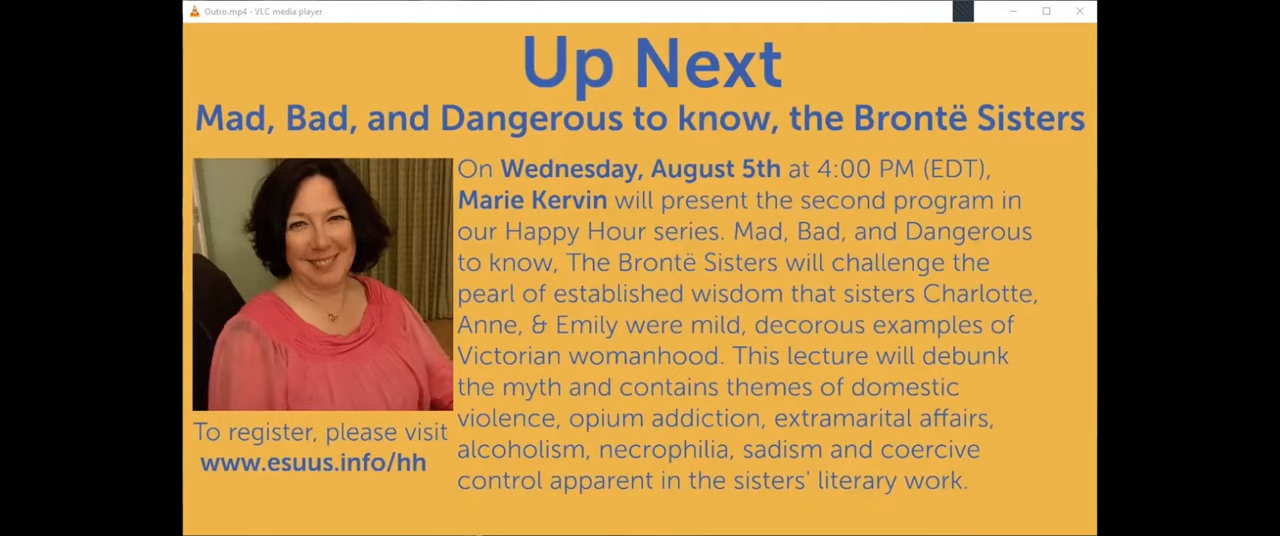 Outro.mp4 - VLC media player
Up Next
Mad, Bad, and Dangerous to know, the Brontë Sisters
On Wednesday, August 5th at 4:00 PM (EDT),
Marie Kervin will present the second program in
our Happy Hour series. Mad, Bad, and Dangerous
to know, The Brontë Sisters will challenge the
pearl of established wisdom that sisters Charlotte,
Anne, & Emily were mild, decorous examples of
Victorian womanhood. This lecture will debunk
the myth and contains themes of domestic
violence, opium addiction, extramarital affairs,
alcoholism, necrophilia, sadism and coercive
control apparent in the sisters' literary work.
To register, please visit
www.esuus.info/hh